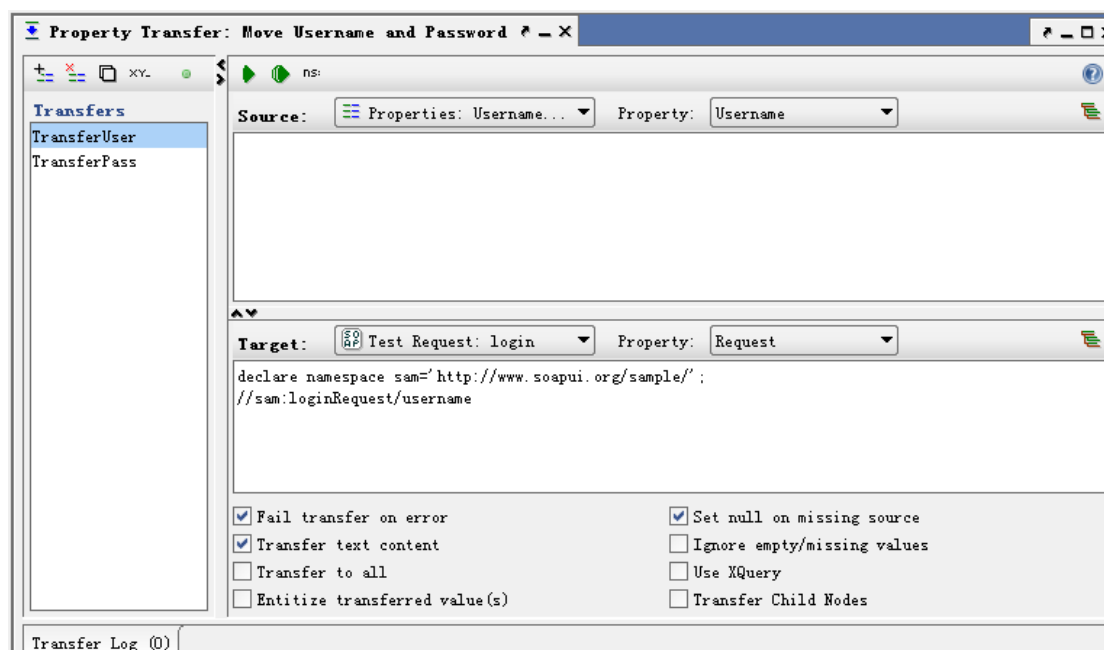 Property Transfer: Move Username and Password
XY-
ns:
Transfers
TransferUser
TransferPass
Source: Properties: Username... Property: Username
Target: SOAP Test Request: login Property: Request
declare namespace sam='http://www.soapui.org/sample/';
//sam:loginRequest/username
Fail transfer on error Set null on missing source
Transfer text content Ignore empty/missing values
Transfer to all Use XQuery
Entitize transferred value(s) Transfer Child Nodes
Transfer Log (0)